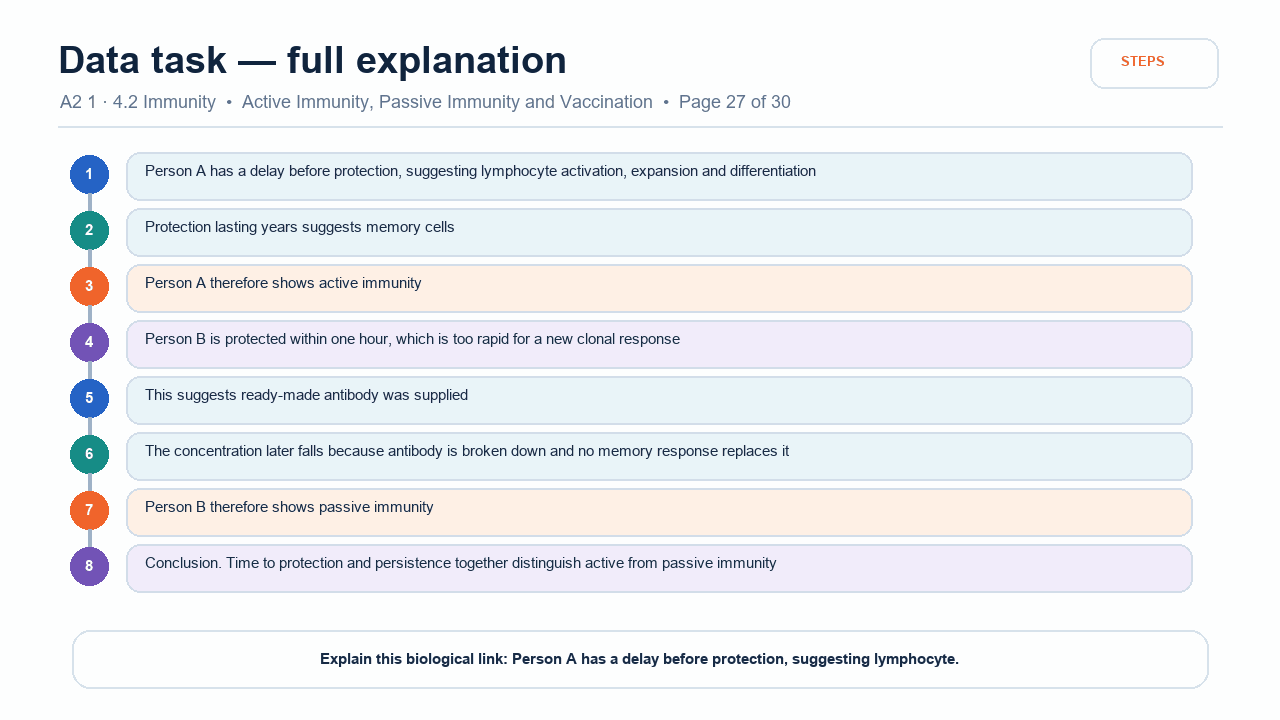 Data task — full explanation
STEPS
A2 1 · 4.2 Immunity • Active Immunity, Passive Immunity and Vaccination • Page 27 of 30
1 Person A has a delay before protection, suggesting lymphocyte activation, expansion and differentiation
2 Protection lasting years suggests memory cells
3 Person A therefore shows active immunity
4 Person B is protected within one hour, which is too rapid for a new clonal response
5 This suggests ready-made antibody was supplied
6 The concentration later falls because antibody is broken down and no memory response replaces it
7 Person B therefore shows passive immunity
8 Conclusion. Time to protection and persistence together distinguish active from passive immunity
Explain this biological link: Person A has a delay before protection, suggesting lymphocyte.